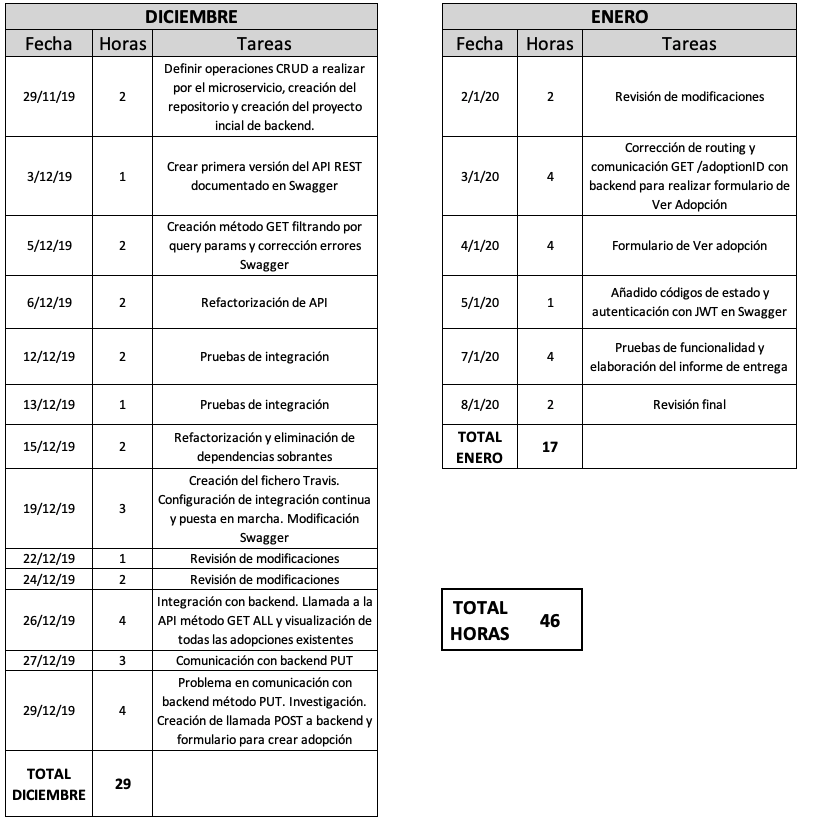 DICIEMBRE
Fecha Horas Tareas
29/11/19 2 Definir operaciones CRUD a realizar
por el microservicio, creación del
repositorio y creación del proyecto
incial de backend.
3/12/19 1 Crear primera versión del API REST
documentado en Swagger
5/12/19 2 Creación método GET filtrando por
query params y corrección errores
Swagger
6/12/19 2 Refactorización de API
12/12/19 2 Pruebas de integración
13/12/19 1 Pruebas de integración
15/12/19 2 Refactorización y eliminación de
dependencias sobrantes
19/12/19 3 Creación del fichero Travis.
Configuración de integración continua
y puesta en marcha. Modificación
Swagger
22/12/19 1 Revisión de modificaciones
24/12/19 2 Revisión de modificaciones
26/12/19 4 Integración con backend. Llamada a la
API método GET ALL y visualización de
todas las adopciones existentes
27/12/19 3 Comunicación con backend PUT
29/12/19 4 Problema en comunicación con
backend método PUT. Investigación.
Creación de llamada POST a backend y
formulario para crear adopción
TOTAL
DICIEMBRE 29
ENERO
Fecha Horas Tareas
2/1/20 2 Revisión de modificaciones
3/1/20 4 Corrección de routing y
comunicación GET /adoptionID con
backend para realizar formulario de
Ver Adopción
4/1/20 4 Formulario de Ver adopción
5/1/20 1 Añadido códigos de estado y
autenticación con JWT en Swagger
7/1/20 4 Pruebas de funcionalidad y
elaboración del informe de entrega
8/1/20 2 Revisión final
TOTAL
ENERO 17
TOTAL
HORAS 46